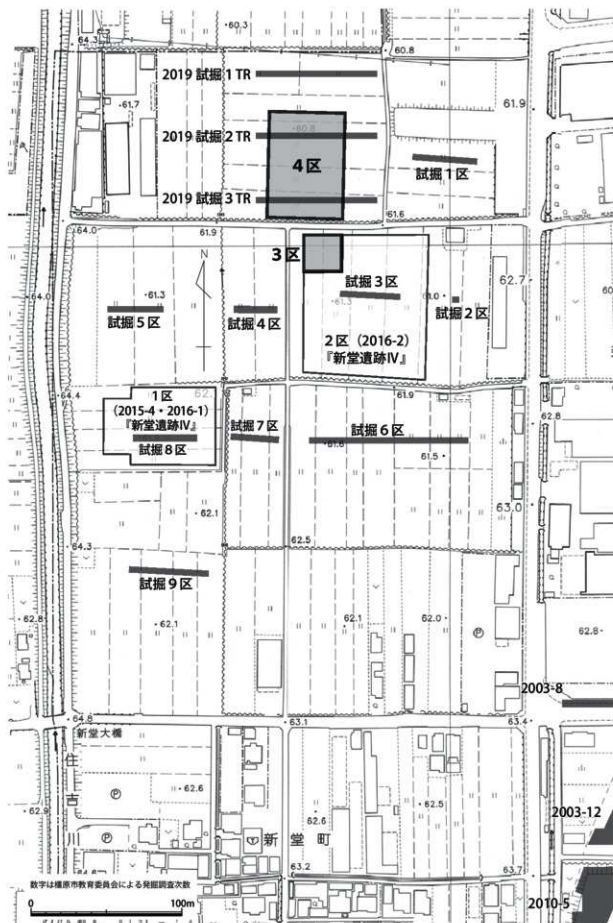 60.3
64.3
60.8
2019 試掘 1 TR
61.9
61.7
2019 試掘 2 TR
60.8
4区
試掘 1 区
2019 試掘 3 TR
61.6
64.0
61.9
3区
N
62.7
64.0
61.3
試掘 3 区
61.0
61.3
試掘 5 区
試掘 4 区
試掘 2 区
2区（2016-2）
『新堂遺跡Ⅳ』
64.4
1区
61.9
（2015-4・2016-1）
『新堂遺跡Ⅳ』
62.8
試掘 7 区
試掘 6 区
試掘 8 区
61.6
61.5
62.1
63.0
64.3
62.5
試掘 9 区
62.8
62.1
62.1
62.0
P
62.8
2003-8
64.8
63.1
63.4
新堂大橋
住吉川
P
62.6
62.9
P
新堂町
62.6
62.5
2003-12
63.2
63.7
数字は橿原市教育委員会による発掘調査次数
0
100m
2010-5